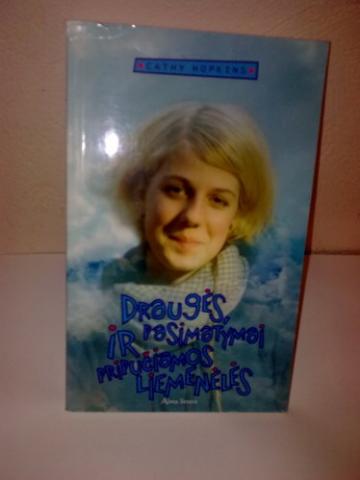 CATHY HOPKINS
Draugės,
pasimatymai
ir
pripučiamos
liemenėlės
Alma littera